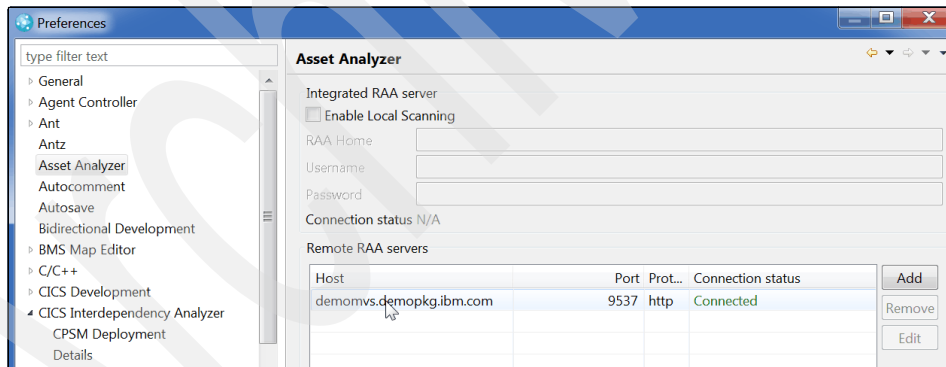 Preferences
type filter text
General
Agent Controller
Ant
Antz
Asset Analyzer
Autocomment
Autosave
Bidirectional Development
BMS Map Editor
C/C++
CICS Development
CICS Interdependency Analyzer
CPSM Deployment
Details
Asset Analyzer
Integrated RAA server
Enable Local Scanning
RAA Home
Username
Password
Connection status N/A
Remote RAA servers
Host Port Prot... Connection status
demomvs.demopkg.ibm.com 9537 http Connected
Add
Remove
Edit